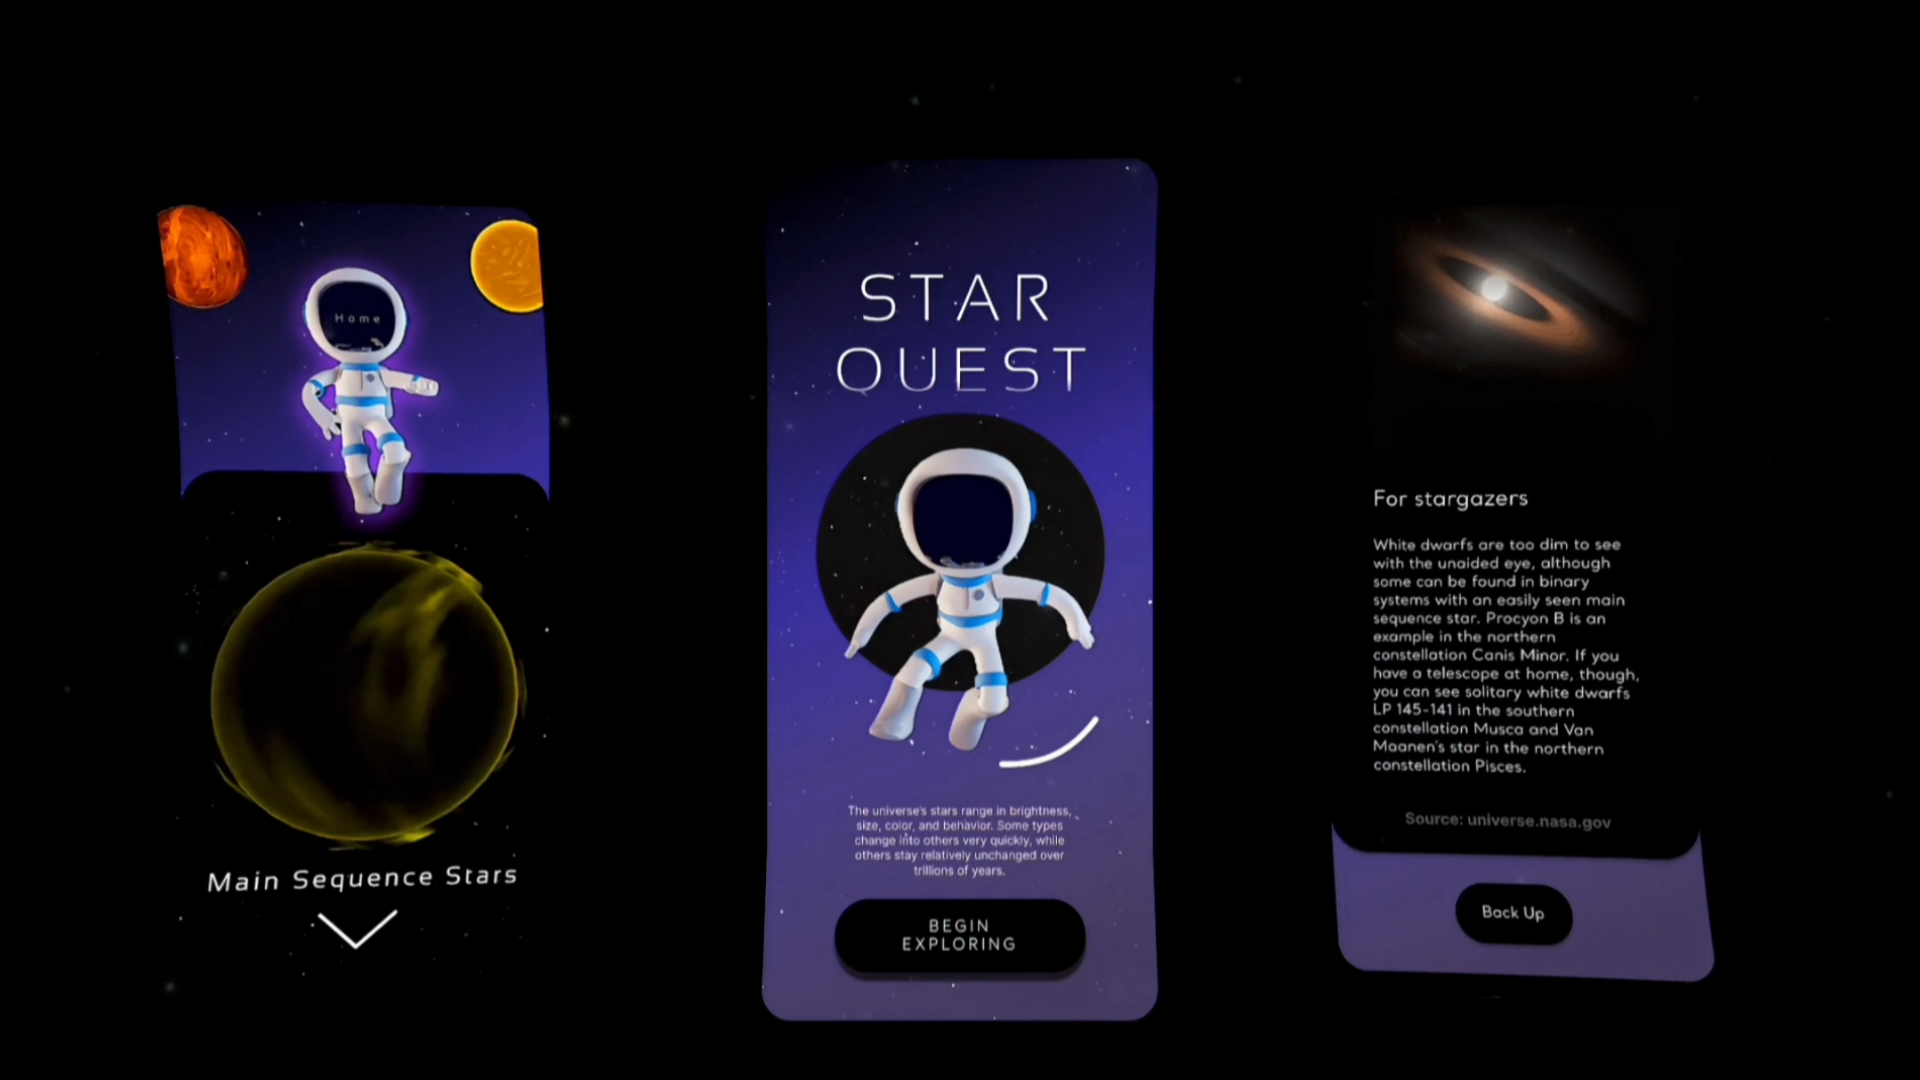 Home
Main Sequence Stars
STAR
QUEST
The universe's stars range in brightness,
size, color, and behavior. Some types
change into others very quickly, while
others stay relatively unchanged over
trillions of years.
BEGIN
EXPLORING
For stargazers
White dwarfs are too dim to see
with the unaided eye, although
some can be found in binary
systems with an easily seen main
sequence star. Procyon B is an
example in the northern
constellation Canis Minor. If you
have a telescope at home, though,
you can see solitary white dwarfs
LP 145-141 in the southern
constellation Musca and Van
Maanen's star in the northern
constellation Pisces.
Source: universe.nasa.gov
Back Up